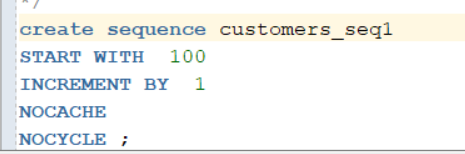 */
create sequence customers_seq1
START WITH  100
INCREMENT BY  1
NOCACHE
NOCYCLE ;